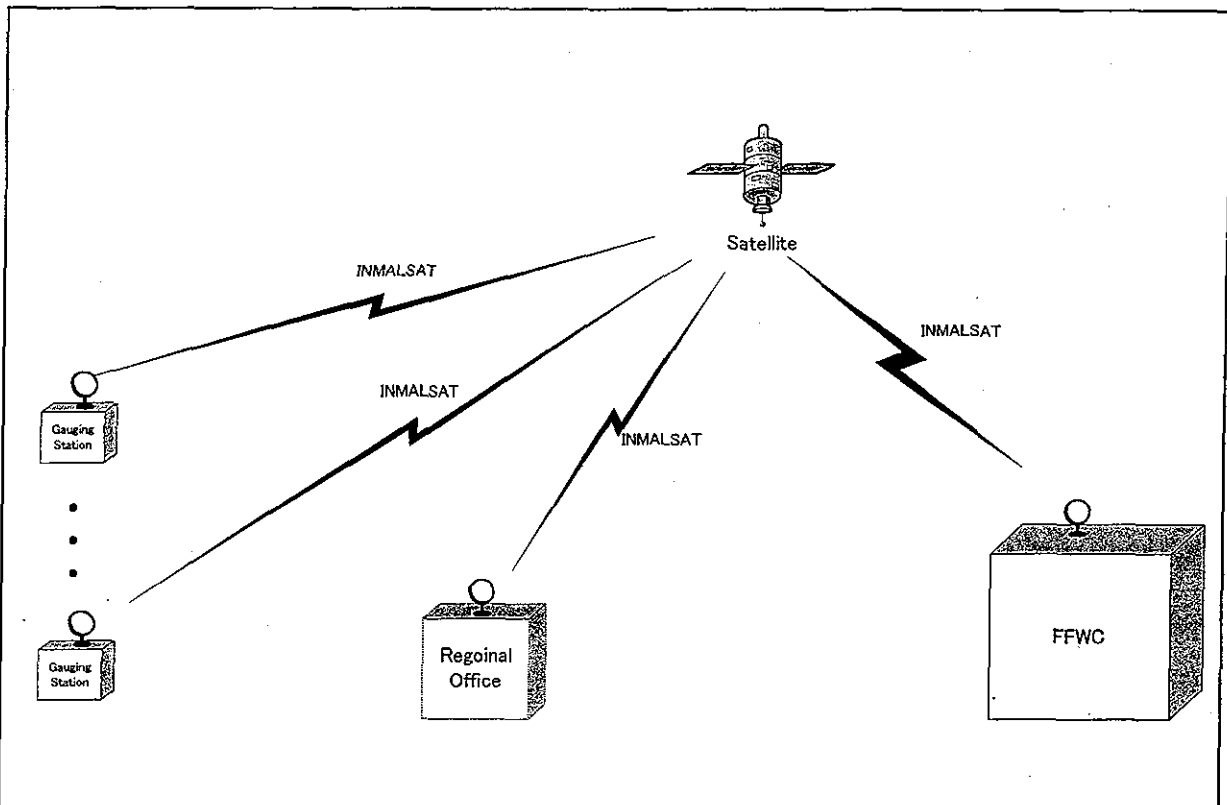 Satellite
INMALSAT
INMALSAT
INMALSAT
INMALSAT
Gauging
Station
Gauging
Station
Regoinal
Office
FFWC